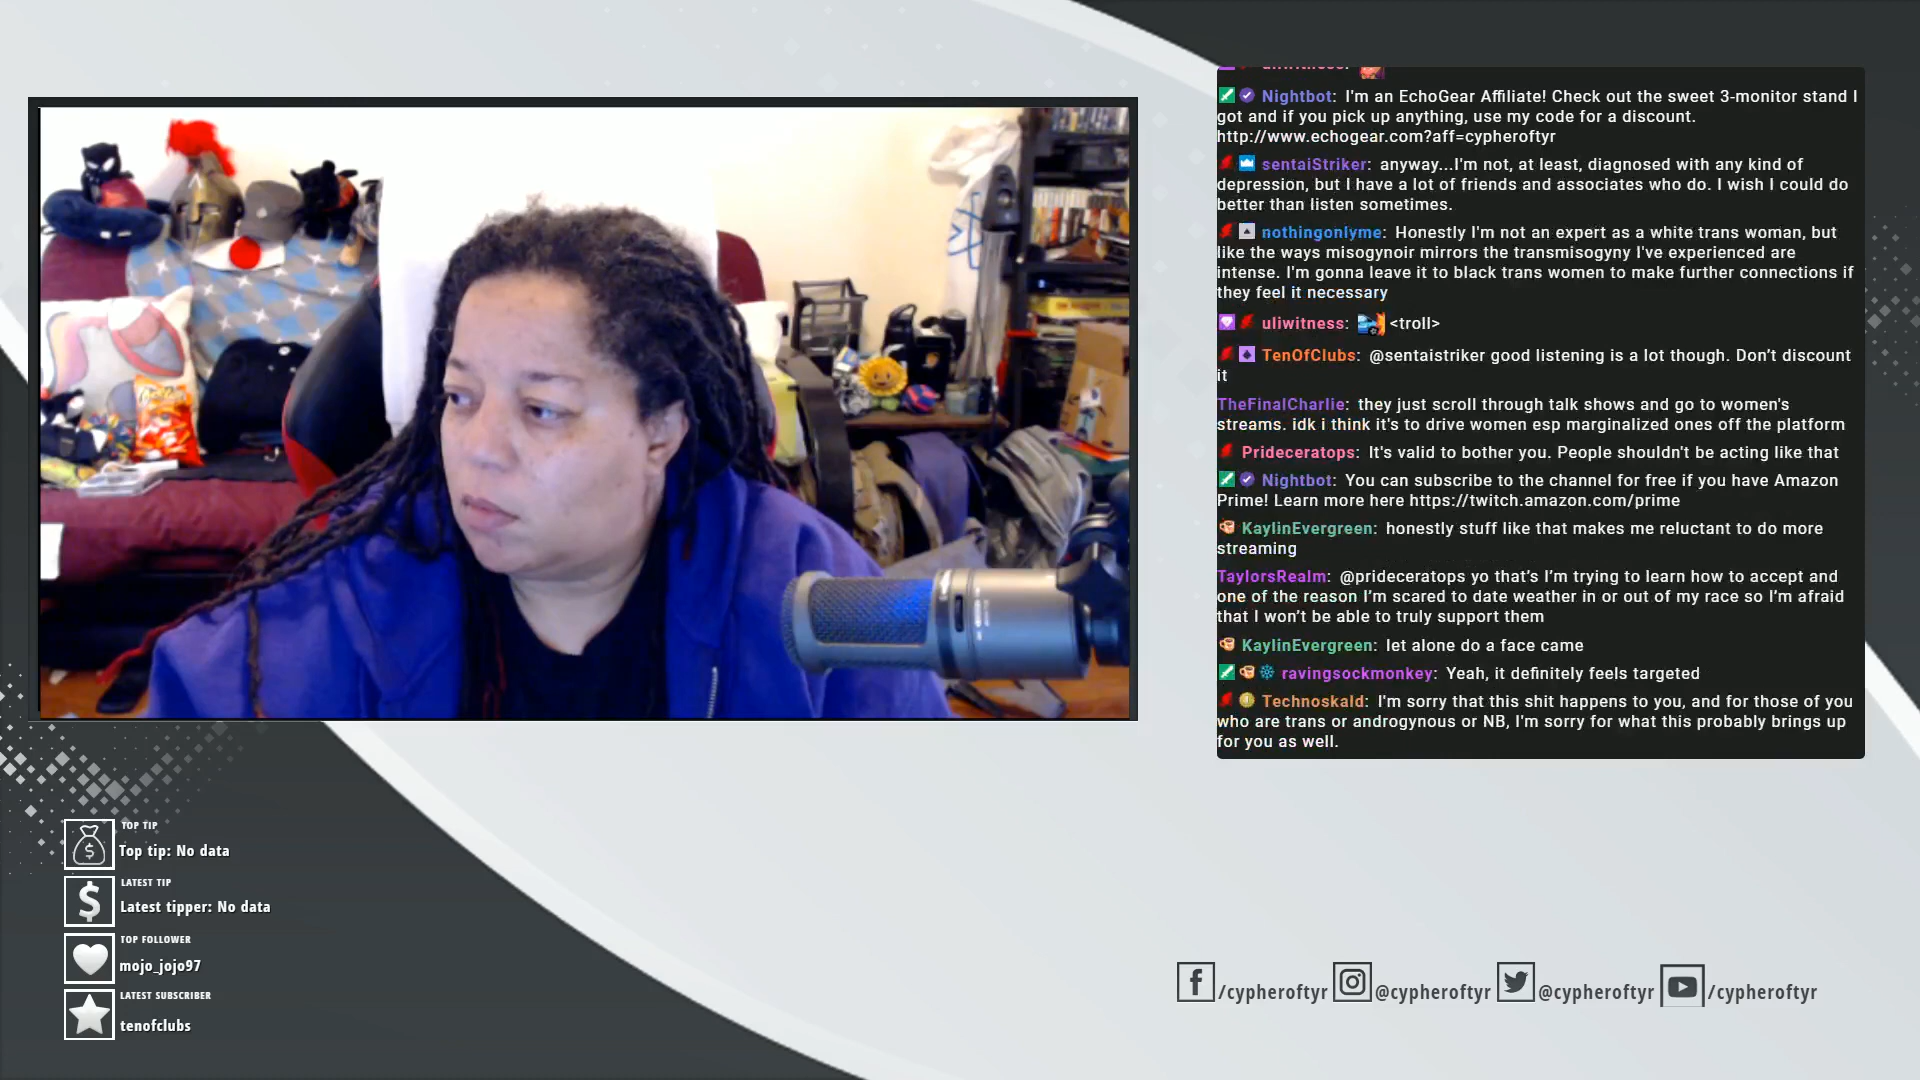 Nightbot: I'm an EchoGear Affiliate! Check out the sweet 3-monitor stand I
got and if you pick up anything, use my code for a discount.
http://www.echogear.com?aff=cypheroftyr
sentaiStriker: anyway...I'm not, at least, diagnosed with any kind of
depression, but I have a lot of friends and associates who do. I wish I could do
better than listen sometimes.
nothingonlyme: Honestly I'm not an expert as a white trans woman, but
like the ways misogynoir mirrors the transmisogyny I've experienced are
intense. I'm gonna leave it to black trans women to make further connections if
they feel it necessary
uliwitness: <troll>
TenOfClubs: @sentaistriker good listening is a lot though. Don’t discount
it
TheFinalCharlie: they just scroll through talk shows and go to women's
streams. idk i think it's to drive women esp marginalized ones off the platform
Prideceratops: It's valid to bother you. People shouldn't be acting like that
Nightbot: You can subscribe to the channel for free if you have Amazon
Prime! Learn more here https://twitch.amazon.com/prime
KaylinEvergreen: honestly stuff like that makes me reluctant to do more
streaming
TaylorsRealm: @prideceratops yo that’s I’m trying to learn how to accept and
one of the reason I’m scared to date weather in or out of my race so I’m afraid
that I won’t be able to truly support them
KaylinEvergreen: let alone do a face came
ravingsockmonkey: Yeah, it definitely feels targeted
Technoskald: I'm sorry that this shit happens to you, and for those of you
who are trans or androgynous or NB, I'm sorry for what this probably brings up
for you as well.
TOP TIP
Top tip: No data
LATEST TIP
Latest tipper: No data
TOP FOLLOWER
mojo_jojo97
LATEST SUBSCRIBER
tenofclubs
/cypheroftyr @cypheroftyr @cypheroftyr /cypheroftyr